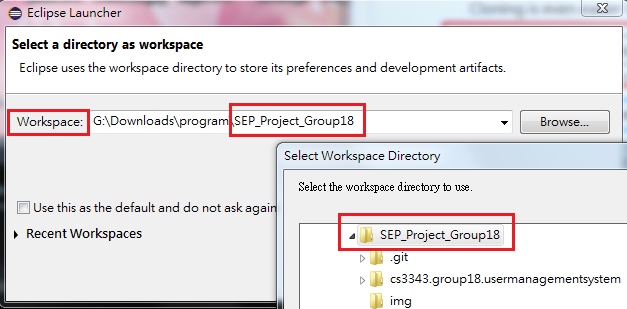 Eclipse Launcher
Select a directory as workspace
Eclipse uses the workspace directory to store its preferences and development artifacts.
Workspace: G:\Downloads\program\SEP_Project_Group18 Browse...
Select Workspace Directory
Select the workspace directory to use.
Use this as the default and do not ask again
Recent Workspaces
SEP_Project_Group18
.git
cs3343.group18.usermanagementsystem
img